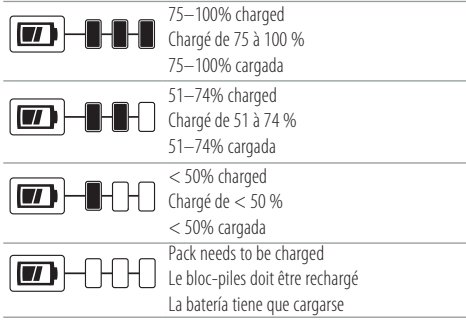 75–100% charged
Chargé de 75 à 100 %
75–100% cargada
51–74% charged
Chargé de 51 à 74 %
51–74% cargada
< 50% charged
Chargé de < 50 %
< 50% cargada
Pack needs to be charged
Le bloc-piles doit être rechargé
La batería tiene que cargarse